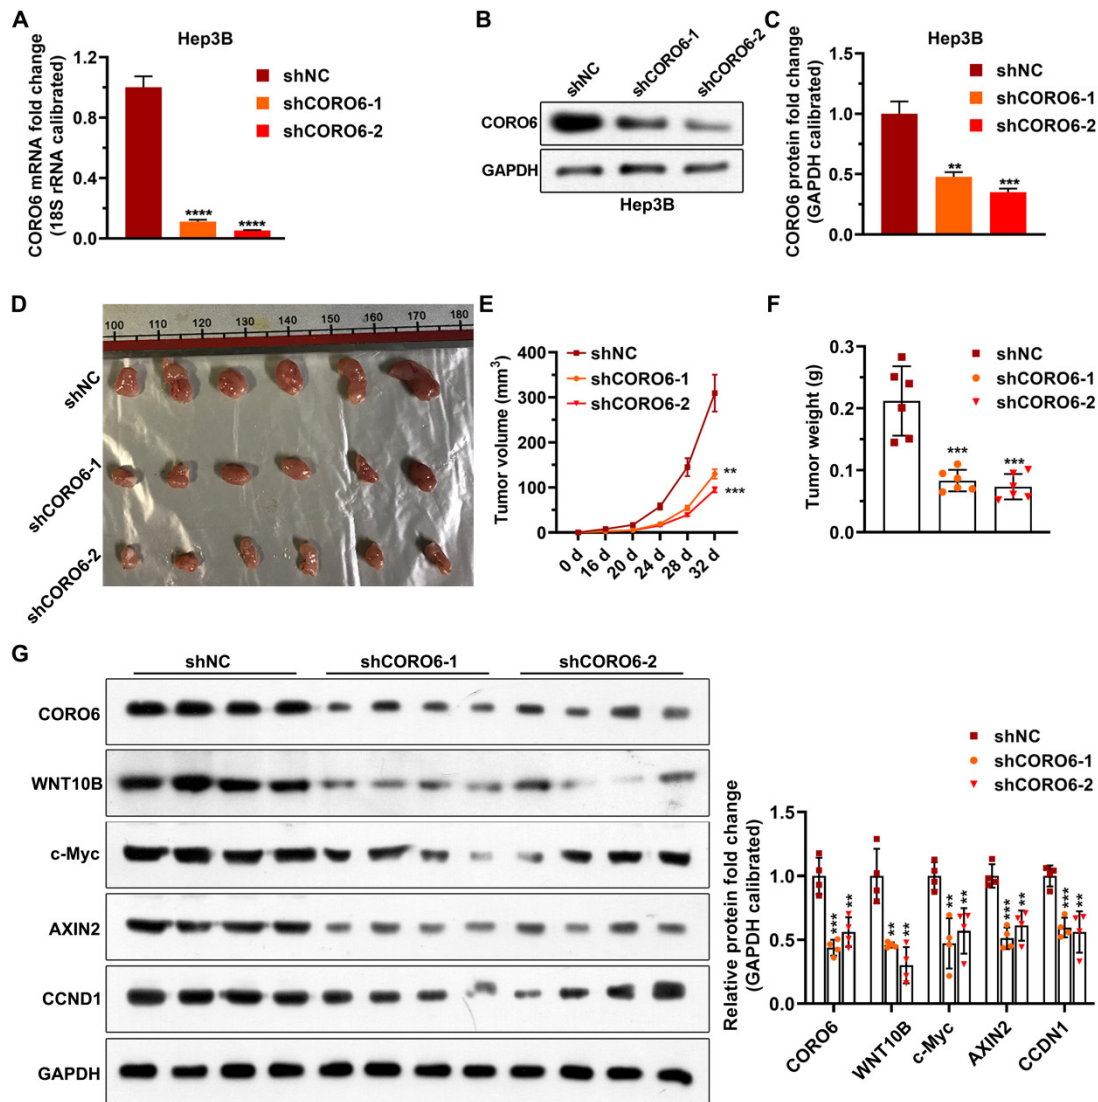 A
Hep3B
CORO6 mRNA fold change
(18S rRNA calibrated)
1.2
0.8
0.4
0.0
shNC
shCORO6-1
shCORO6-2
****
****
B
shNC
shCORO6-1
shCORO6-2
CORO6
GAPDH
Hep3B
C
Hep3B
CORO6 protein fold change
(GAPDH calibrated)
1.5
1.0
0.5
0.0
shNC
shCORO6-1
shCORO6-2
**
***
D
100 110 120 130 140 150 160 170 180
shNC
shCORO6-1
shCORO6-2
E
Tumor volume (mm³)
400
300
200
100
0
shNC
shCORO6-1
shCORO6-2
**
***
0 d
16 d
20 d
24 d
28 d
32 d
F
Tumor weight (g)
0.3
0.2
0.1
0.0
shNC
shCORO6-1
shCORO6-2
***
***
G
shNC shCORO6-1 shCORO6-2
CORO6
WNT10B
c-Myc
AXIN2
CCND1
GAPDH
shNC
shCORO6-1
shCORO6-2
Relative protein fold change
(GAPDH calibrated)
1.5
1.0
0.5
0.0
*** ** ** ** ** ** *** ** *** **
CORO6
WNT10B
c-Myc
AXIN2
CCDN1